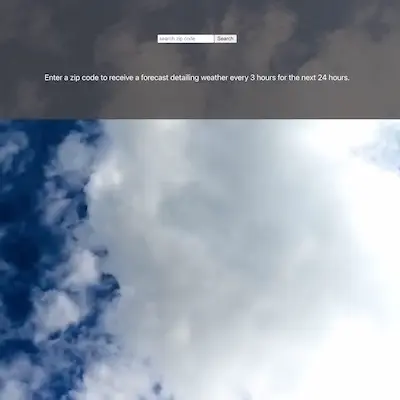 search zip code Search
Enter a zip code to receive a forecast detailing weather every 3 hours for the next 24 hours.